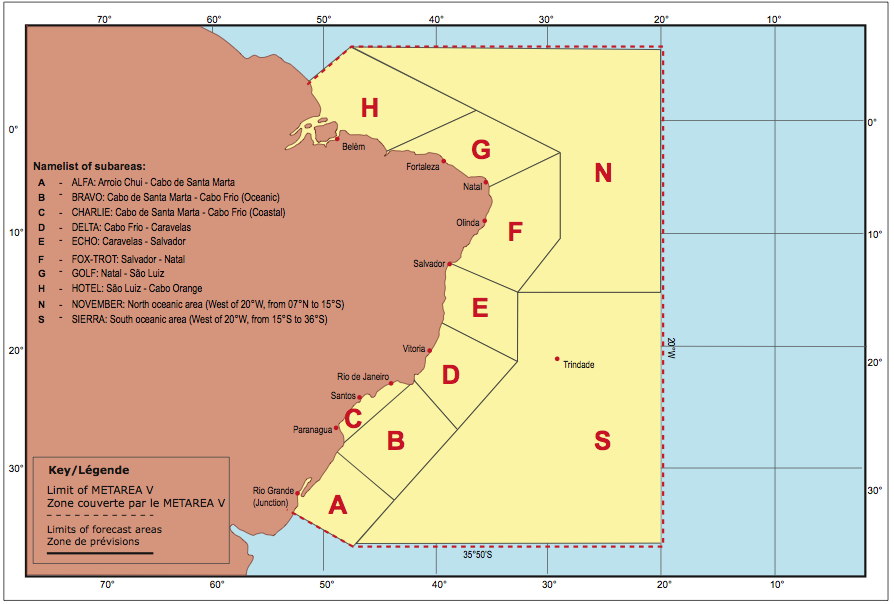 70° 60° 50° 40° 30° 20° 10°
H
0° 0°
Belèm
G
Fortaleza
N
Natal
Namelist of subareas:
A - ALFA: Arroio Chui - Cabo de Santa Marta
B - BRAVO: Cabo de Santa Marta - Cabo Frio (Oceanic)
C - CHARLIE: Cabo de Santa Marta - Cabo Frio (Coastal)
D - DELTA: Cabo Frio - Caravelas
E - ECHO: Caravelas - Salvador
F - FOX-TROT: Salvador - Natal
G - GOLF: Natal - São Luiz
H - HOTEL: São Luiz - Cabo Orange
N - NOVEMBER: North oceanic area (West of 20°W, from 07°N to 15°S)
S - SIERRA: South oceanic area (West of 20°W, from 15°S to 36°S)
Olinda
F
10° 10°
Salvador
E
Vitoria
20° 20°
20°W
Trindade
D
Rio de Janeiro
Santos
C
Paranagua
B
S
30° 30°
Key/Légende
Limit of METAREA V
Zone couverte par le METAREA V
Limits of forecast areas
Zone de prévisions
Rio Grande
(Junction)
A
35°50'S
70° 60° 50° 40° 30° 20° 10°